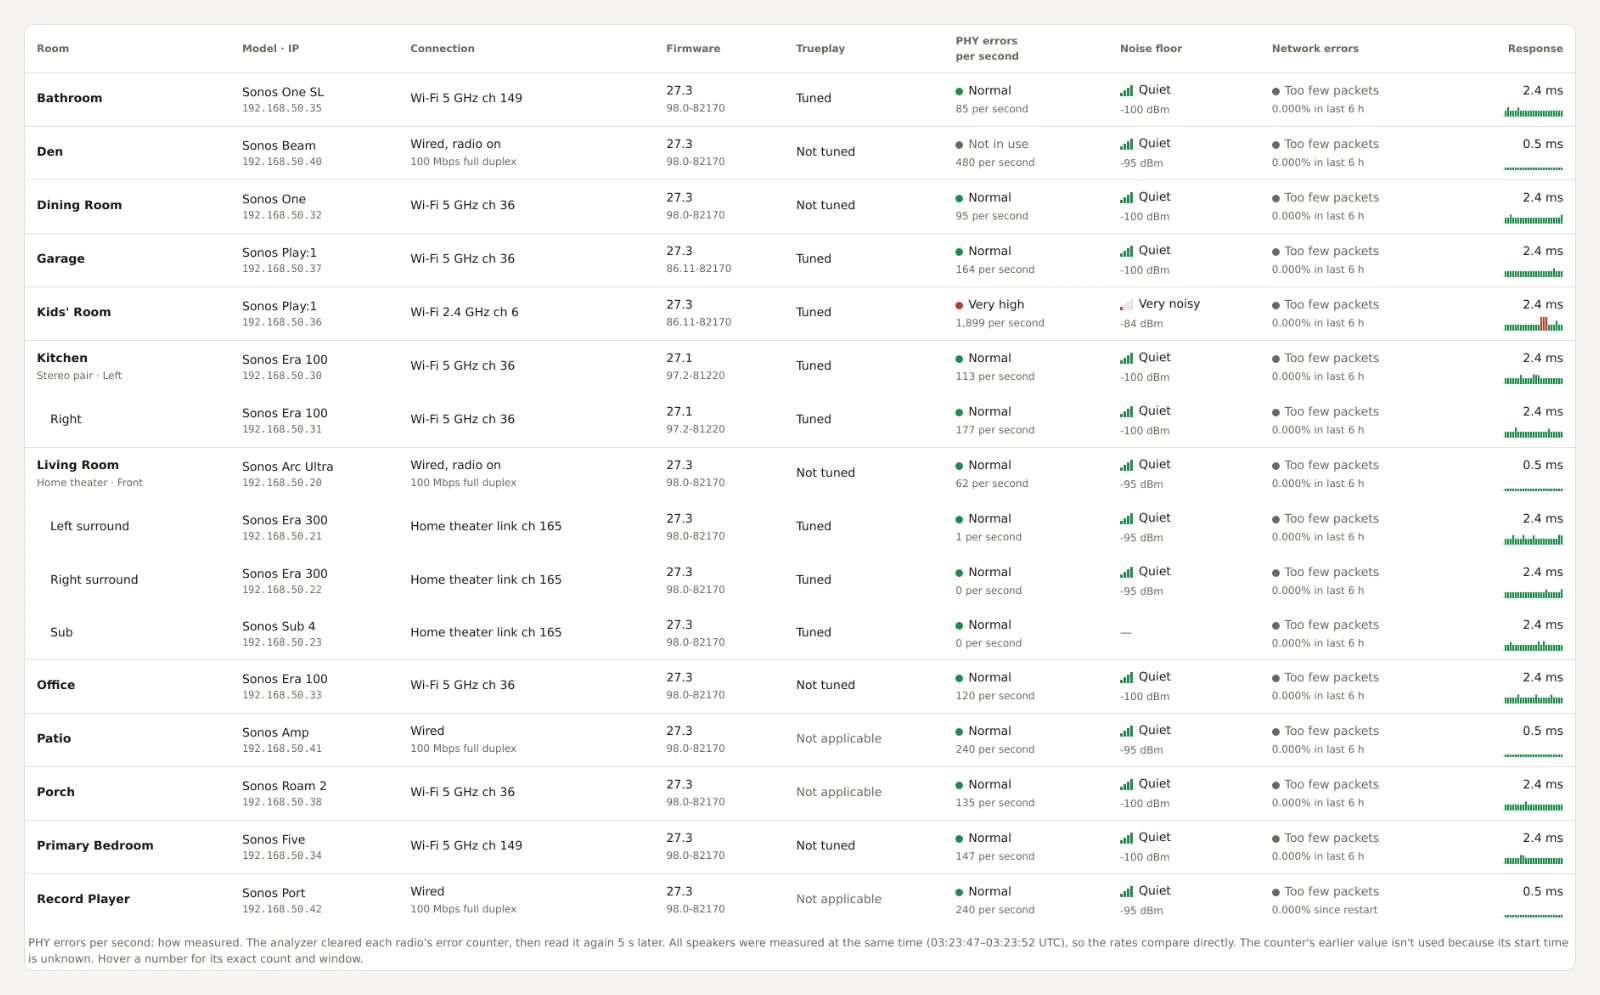 Room Model · IP Connection Firmware Trueplay PHY errors per second Noise floor Network errors Response
Bathroom Sonos One SL Wi-Fi 5 GHz ch 149 27.3 Tuned Normal Quiet Too few packets 2.4 ms
192.168.50.35 98.0-82170 85 per second -100 dBm 0.000% in last 6 h
Den Sonos Beam Wired, radio on 27.3 Not tuned Not in use Quiet Too few packets 0.5 ms
192.168.50.40 100 Mbps full duplex 98.0-82170 480 per second -95 dBm 0.000% in last 6 h
Dining Room Sonos One Wi-Fi 5 GHz ch 36 27.3 Not tuned Normal Quiet Too few packets 2.4 ms
192.168.50.32 98.0-82170 95 per second -100 dBm 0.000% in last 6 h
Garage Sonos Play:1 Wi-Fi 5 GHz ch 36 27.3 Tuned Normal Quiet Too few packets 2.4 ms
192.168.50.37 86.11-82170 164 per second -100 dBm 0.000% in last 6 h
Kids' Room Sonos Play:1 Wi-Fi 2.4 GHz ch 6 27.3 Tuned Very high Very noisy Too few packets 2.4 ms
192.168.50.36 86.11-82170 1,899 per second -84 dBm 0.000% in last 6 h
Kitchen Sonos Era 100 Wi-Fi 5 GHz ch 36 27.1 Tuned Normal Quiet Too few packets 2.4 ms
Stereo pair · Left 192.168.50.30 97.2-81220 113 per second -100 dBm 0.000% in last 6 h
Right Sonos Era 100 Wi-Fi 5 GHz ch 36 27.1 Tuned Normal Quiet Too few packets 2.4 ms
192.168.50.31 97.2-81220 177 per second -100 dBm 0.000% in last 6 h
Living Room Sonos Arc Ultra Wired, radio on 27.3 Not tuned Normal Quiet Too few packets 0.5 ms
Home theater · Front 192.168.50.20 100 Mbps full duplex 98.0-82170 62 per second -95 dBm 0.000% in last 6 h
Left surround Sonos Era 300 Home theater link ch 165 27.3 Tuned Normal Quiet Too few packets 2.4 ms
192.168.50.21 98.0-82170 1 per second -95 dBm 0.000% in last 6 h
Right surround Sonos Era 300 Home theater link ch 165 27.3 Tuned Normal Quiet Too few packets 2.4 ms
192.168.50.22 98.0-82170 0 per second -95 dBm 0.000% in last 6 h
Sub Sonos Sub 4 Home theater link ch 165 27.3 Tuned Normal — Too few packets 2.4 ms
192.168.50.23 98.0-82170 0 per second 0.000% in last 6 h
Office Sonos Era 100 Wi-Fi 5 GHz ch 36 27.3 Not tuned Normal Quiet Too few packets 2.4 ms
192.168.50.33 98.0-82170 120 per second -100 dBm 0.000% in last 6 h
Patio Sonos Amp Wired 27.3 Not applicable Normal Quiet Too few packets 0.5 ms
192.168.50.41 100 Mbps full duplex 98.0-82170 240 per second -95 dBm 0.000% in last 6 h
Porch Sonos Roam 2 Wi-Fi 5 GHz ch 36 27.3 Not applicable Normal Quiet Too few packets 2.4 ms
192.168.50.38 98.0-82170 135 per second -100 dBm 0.000% in last 6 h
Primary Bedroom Sonos Five Wi-Fi 5 GHz ch 149 27.3 Not tuned Normal Quiet Too few packets 2.4 ms
192.168.50.34 98.0-82170 147 per second -100 dBm 0.000% in last 6 h
Record Player Sonos Port Wired 27.3 Not applicable Normal Quiet Too few packets 0.5 ms
192.168.50.42 100 Mbps full duplex 98.0-82170 240 per second -95 dBm 0.000% since restart
PHY errors per second: how measured. The analyzer cleared each radio's error counter, then read it again 5 s later. All speakers were measured at the same time (03:23:47–03:23:52 UTC), so the rates compare directly. The counter's earlier value isn't used because its start time
is unknown. Hover a number for its exact count and window.